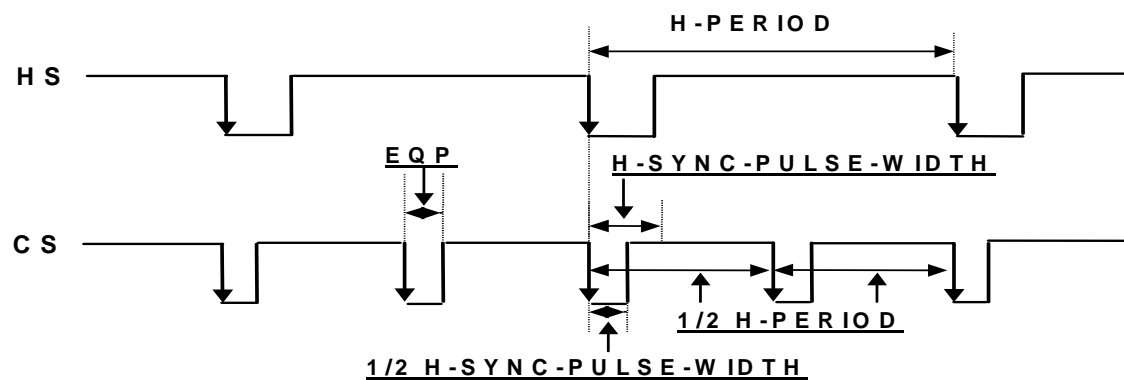 H-PERIOD
HS
EQP
H-SYNC-PULSE-WIDTH
CS
1/2 H-PERIOD
1/2 H-SYNC-PULSE-WIDTH